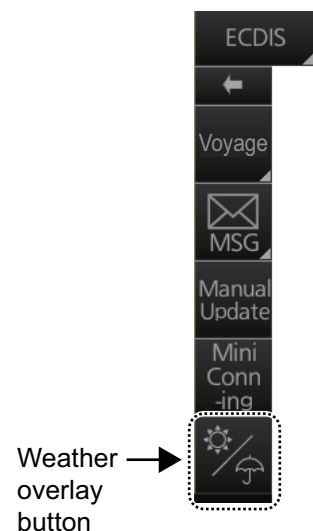 ECDIS
Voyage
MSG
Manual
Update
Mini
Conn
-ing
Weather
overlay
button